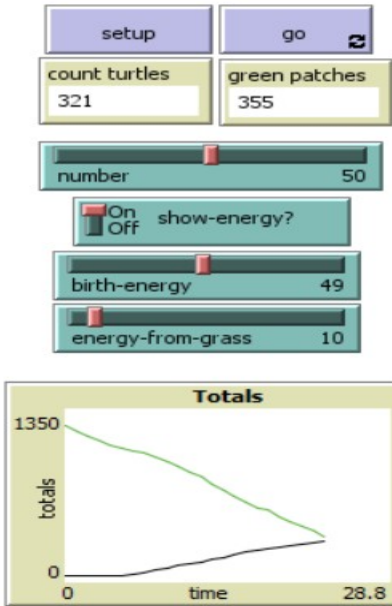 setup go
count turtles green patches
321 355
number 50
On
Off show-energy?
birth-energy 49
energy-from-grass 10
Totals
1350
totals
0
0 time 28.8